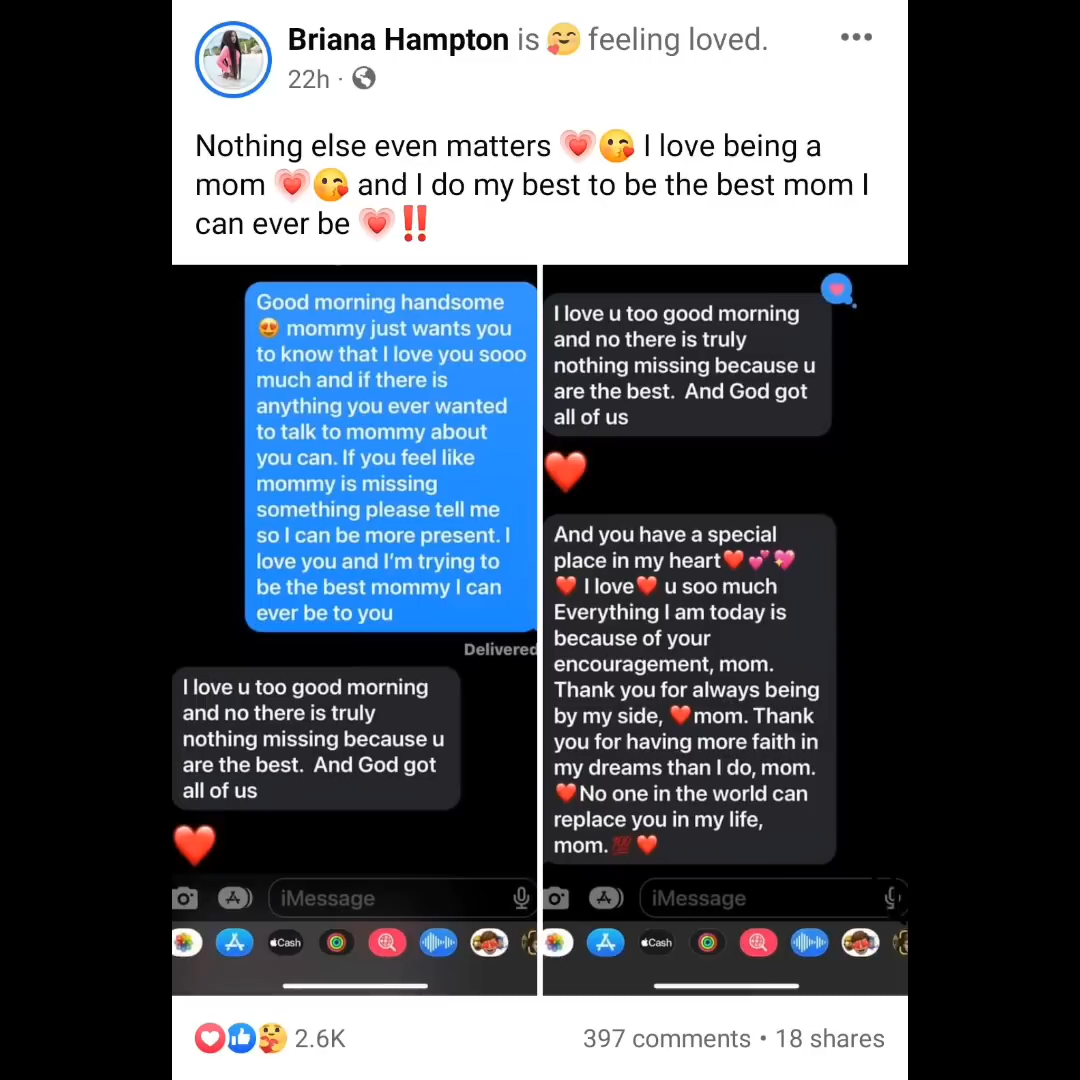 Briana Hampton is 🥰 feeling loved.
22h ·
Nothing else even matters 💗😘 I love being a
mom 💗😘 and I do my best to be the best mom I
can ever be 💗‼️
Good morning handsome
😍 mommy just wants you
to know that I love you sooo
much and if there is
anything you ever wanted
to talk to mommy about
you can. If you feel like
mommy is missing
something please tell me
so I can be more present. I
love you and I'm trying to
be the best mommy I can
ever be to you
Delivered
I love u too good morning
and no there is truly
nothing missing because u
are the best.  And God got
all of us
❤️
iMessage
Cash
I love u too good morning
and no there is truly
nothing missing because u
are the best.  And God got
all of us
❤️
And you have a special
place in my heart❤️💕💖
❤️ I love❤️ u soo much
Everything I am today is
because of your
encouragement, mom.
Thank you for always being
by my side, ❤️mom. Thank
you for having more faith in
my dreams than I do, mom.
❤️No one in the world can
replace you in my life,
mom.💯❤️
iMessage
Cash
2.6K
397 comments • 18 shares